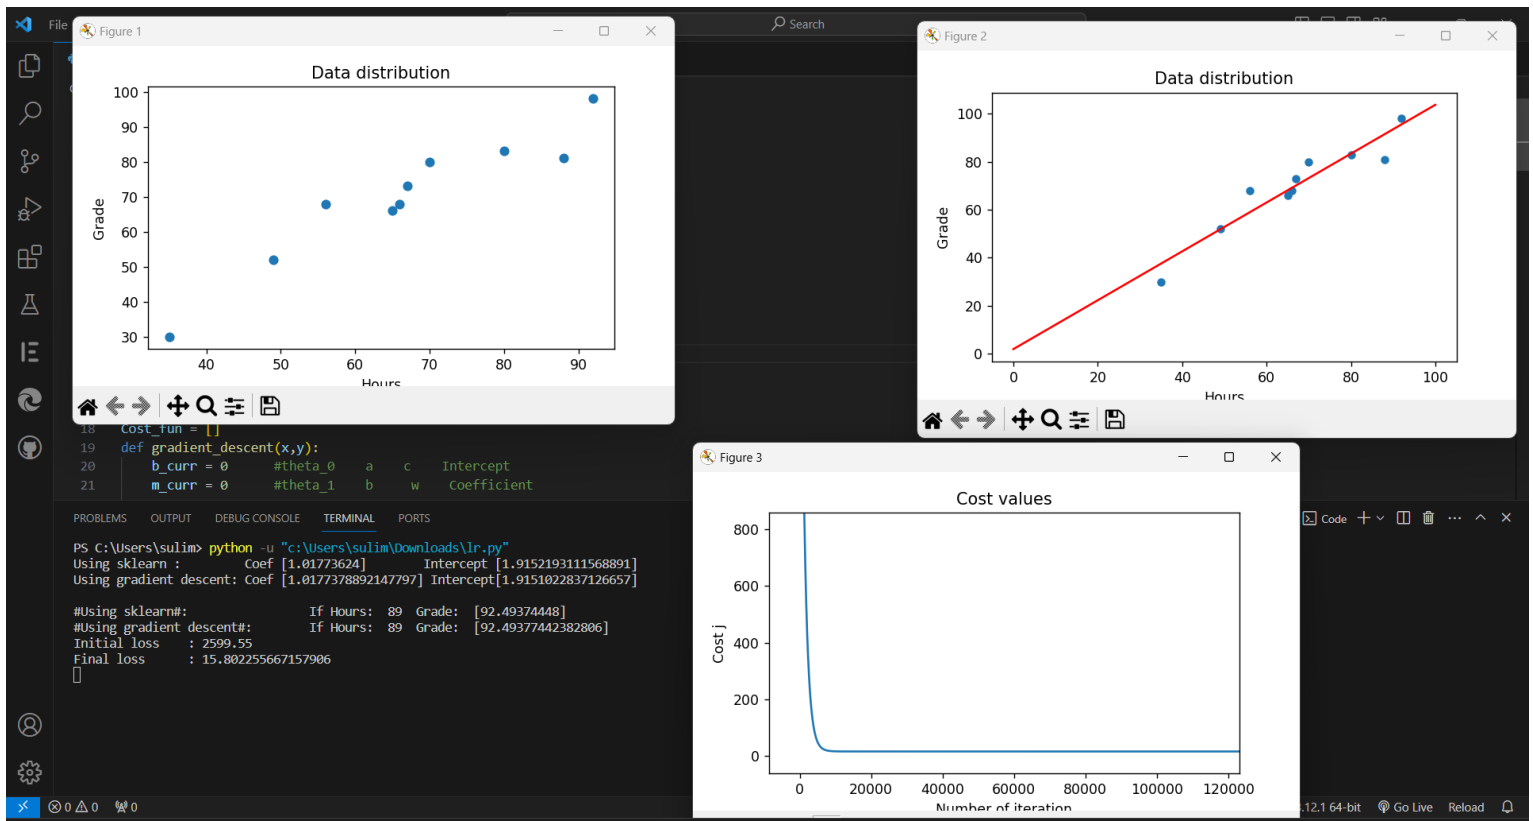 File
Search
Figure 1
Data distribution
100
90
80
70
60
50
40
30
Grade
40 50 60 70 80 90
Hours
Figure 2
Data distribution
100
80
60
40
20
0
Grade
0 20 40 60 80 100
Hours
18 Cost_fun = []
19 def gradient_descent(x,y):
20 b_curr = 0 #theta_0 a c Intercept
21 m_curr = 0 #theta_1 b w Coefficient
PROBLEMS OUTPUT DEBUG CONSOLE TERMINAL PORTS
Code
PS C:\Users\sulim> python -u "c:\Users\sulim\Downloads\lr.py"
Using sklearn : Coef [1.01773624] Intercept [1.9152193111568891]
Using gradient descent: Coef [1.0177378892147797] Intercept[1.9151022837126657]
#Using sklearn#: If Hours: 89 Grade: [92.49374448]
#Using gradient descent#: If Hours: 89 Grade: [92.49377442382806]
Initial loss : 2599.55
Final loss : 15.802255667157906
Figure 3
Cost values
800
600
400
200
0
Cost j
0 20000 40000 60000 80000 100000 120000
Number of iteration
0 0 0
.12.1 64-bit Go Live Reload